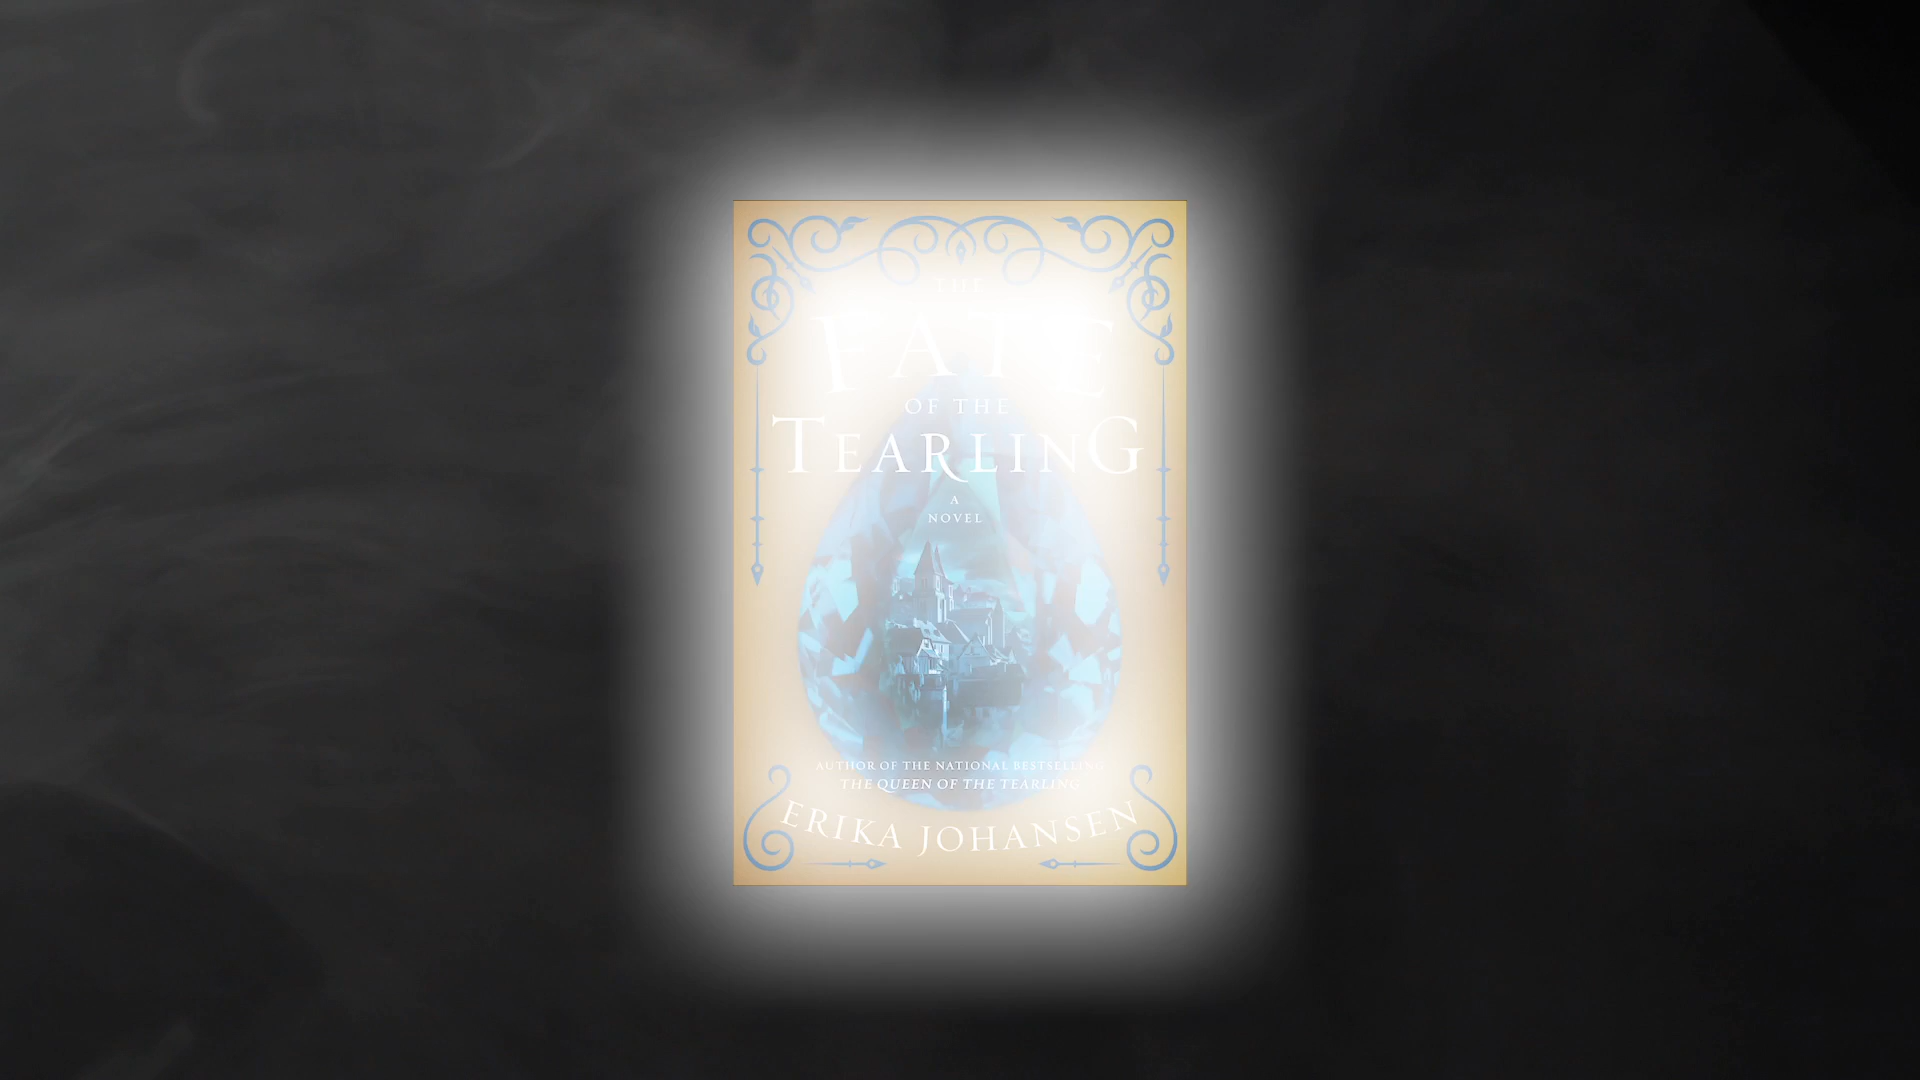 THE
FATE
OF THE
TEARLING
A
NOVEL
AUTHOR OF THE NATIONAL BESTSELLING
THE QUEEN OF THE TEARLING
ERIKA JOHANSEN